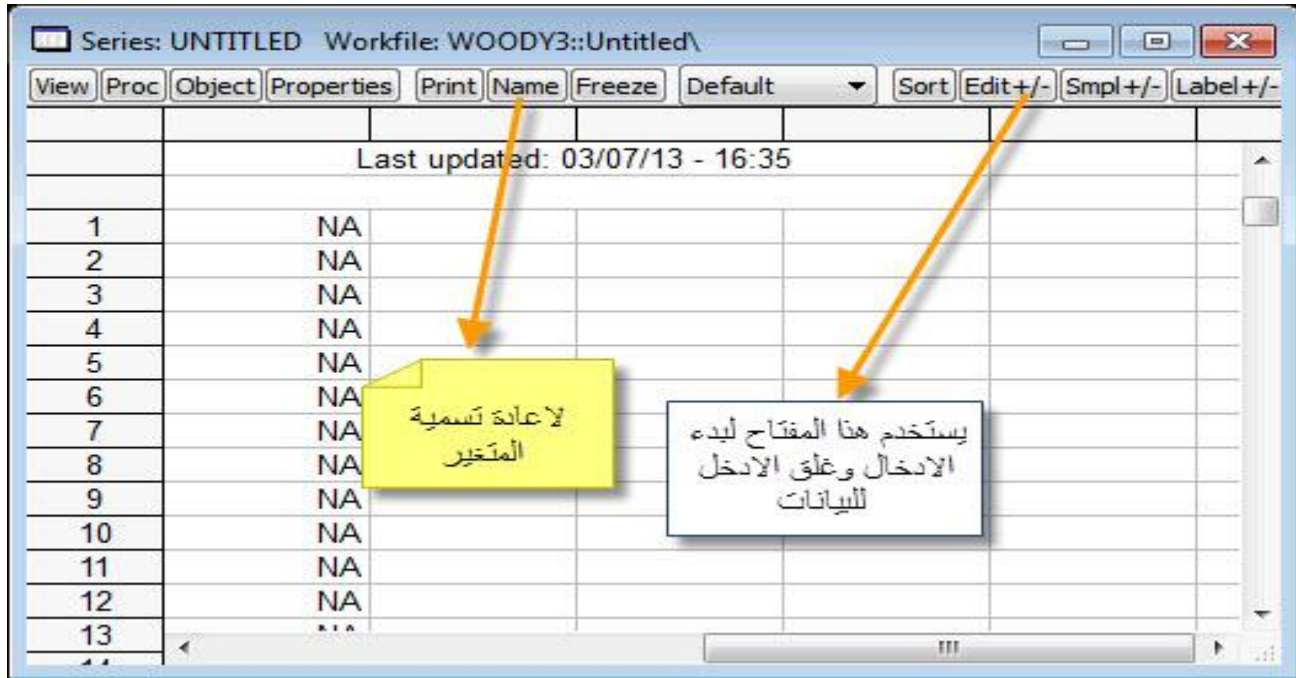 Series: UNTITLED Workfile: WOODY3::Untitled\
View Proc Object Properties Print Name Freeze Default Sort Edit+/- Smpl+/- Label+/-
Last updated: 03/07/13 - 16:35
1 NA
2 NA
3 NA
4 NA
5 NA
6 NA
7 NA
8 NA
9 NA
10 NA
11 NA
12 NA
13
لاعادة تسمية
المتغير
يستخدم هنا المفتاح لبدء
الادخال وغلق الادخل
للبيانات